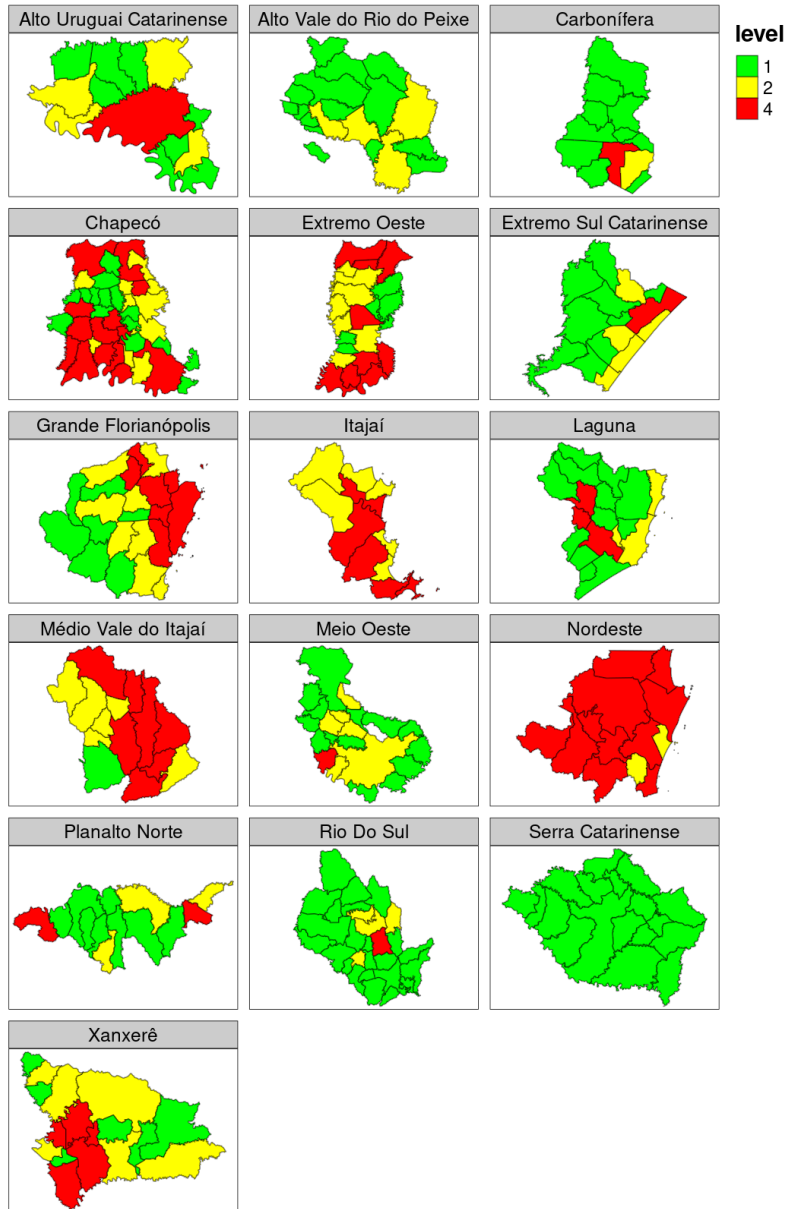 Alto Uruguai Catarinense
Alto Vale do Rio do Peixe
Carbonífera
level
1
2
4
Chapecó
Extremo Oeste
Extremo Sul Catarinense
Grande Florianópolis
Itajaí
Laguna
Médio Vale do Itajaí
Meio Oeste
Nordeste
Planalto Norte
Rio Do Sul
Serra Catarinense
Xanxerê